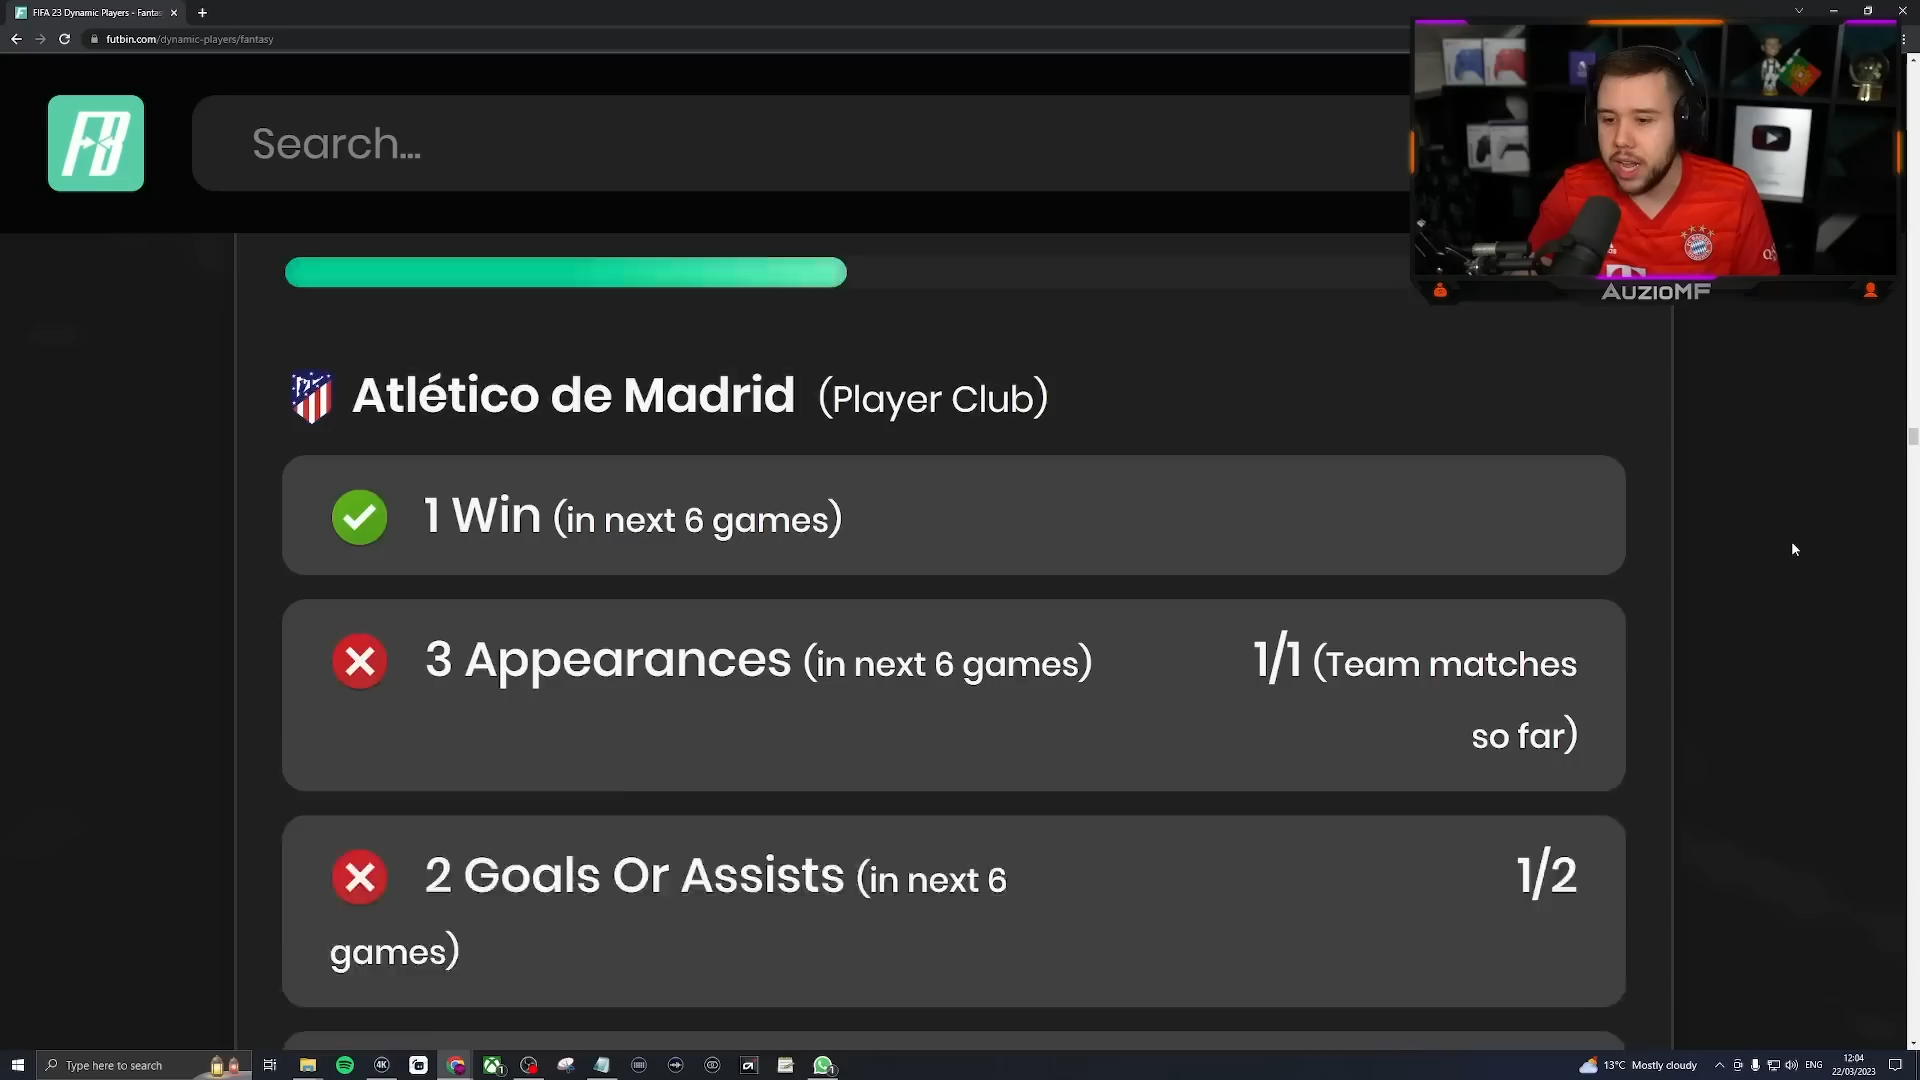 FIFA 23 Dynamic Players - Fantas
futbin.com/dynamic-players/fantasy
FB
Search...
AUZIOMF
Atlético de Madrid (Player Club)
1 Win (in next 6 games)
3 Appearances (in next 6 games)
1/1 (Team matches
so far)
2 Goals Or Assists (in next 6
games)
1/2
Type here to search
4K
13°C Mostly cloudy
ENG
12:04
22/03/2023